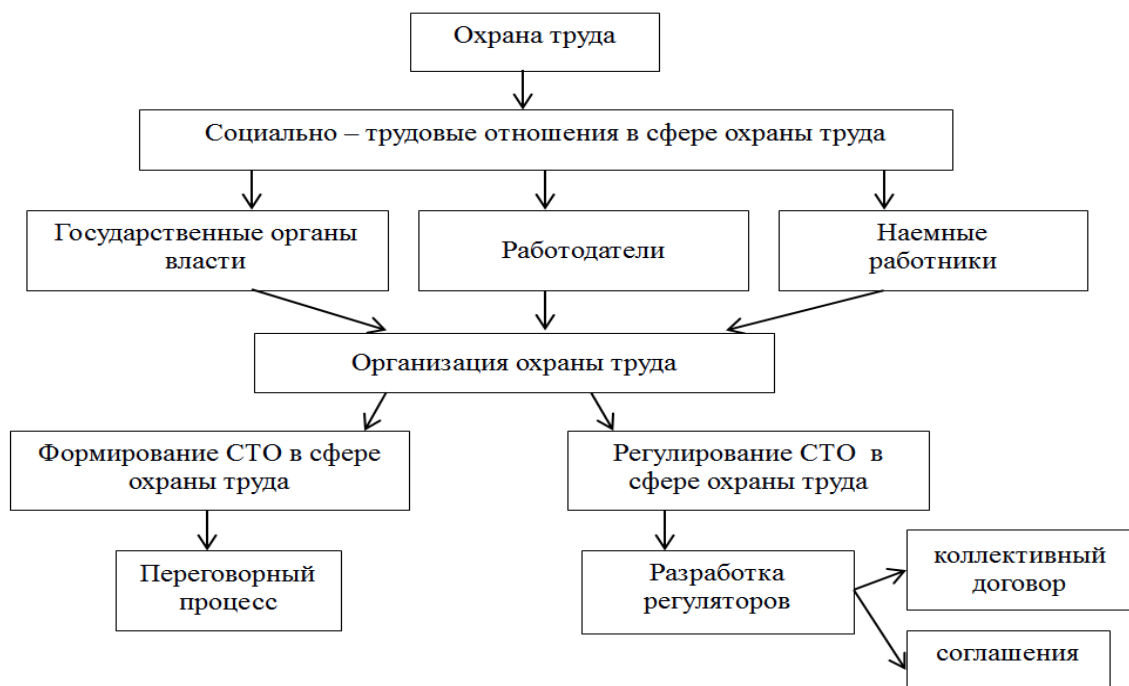 Охрана труда
Социально – трудовые отношения в сфере охраны труда
Государственные органы
власти
Работодатели
Наемные
работники
Организация охраны труда
Формирование СТО в сфере
охраны труда
Регулирование СТО в
сфере охраны труда
Переговорный
процесс
Разработка
регуляторов
коллективный
договор
соглашения